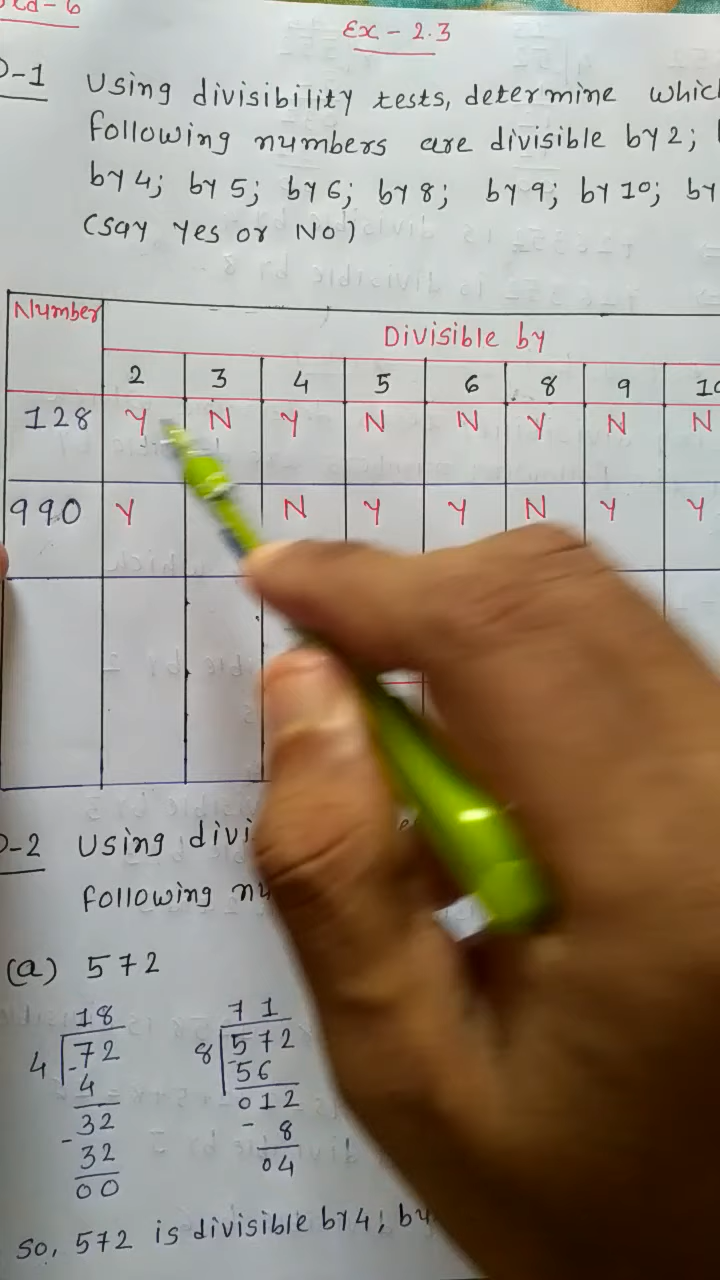 Ex - 2.3
Using divisibility tests, determine
following numbers are divisible by 2;
by 4; by 5; by 6; by 8; by 9; by 10; by
(say Yes or No)
Number Divisible by
2 3 4 5 6 8 9
128 Y N Y N N Y N N
990 Y N Y Y N Y Y
Using
following
(a) 572
18 71
4 72 8 572
-4 56
32 012
- 32 - 8
00 04
So, 572 is divisible by 4;